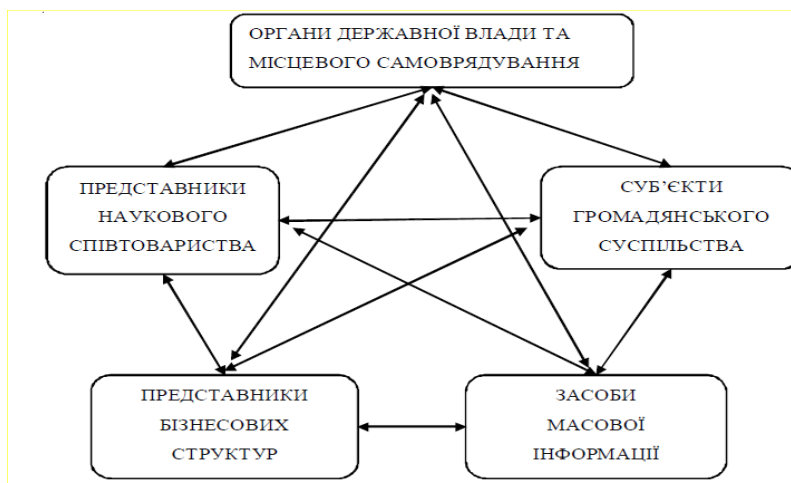 ОРГАНИ ДЕРЖАВНОЇ ВЛАДИ ТА
МІСЦЕВОГО САМОВРЯДУВАННЯ
ПРЕДСТАВНИКИ
НАУКОВОГО
СПІВТОВАРИСТВА
СУБ’ЄКТИ
ГРОМАДЯНСЬКОГО
СУСПІЛЬСТВА
ПРЕДСТАВНИКИ
БІЗНЕСОВИХ
СТРУКТУР
ЗАСОБИ
МАСОВОЇ
ІНФОРМАЦІЇ